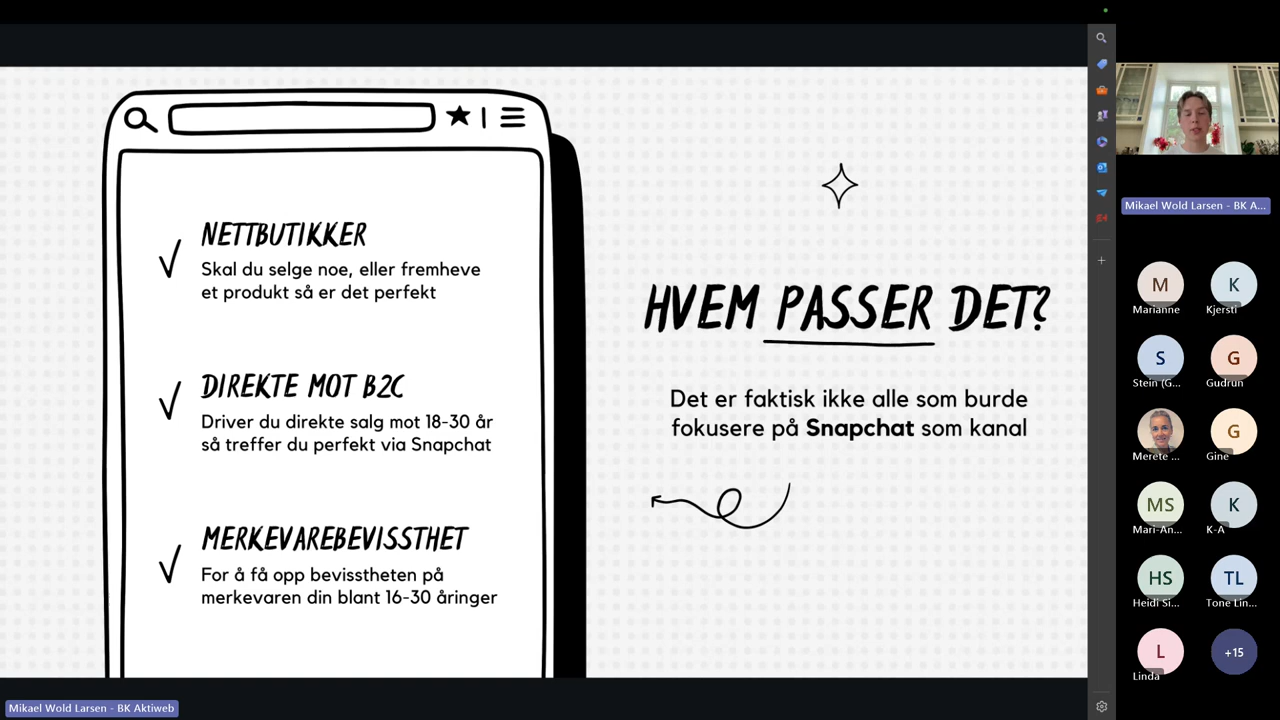 NETTBUTIKKER
Skal du selge noe, eller fremheve
et produkt så er det perfekt
DIREKTE MOT B2C
Driver du direkte salg mot 18-30 år
så treffer du perfekt via Snapchat
MERKEVAREBEVISSTHET
For å få opp bevisstheten på
merkevaren din blant 16-30 åringer
HVEM PASSER DET?
Det er faktisk ikke alle som burde
fokusere på Snapchat som kanal
Mikael Wold Larsen - BK Aktiweb
Mikael Wold Larsen - BK A...
M
Marianne
K
Kjersti
S
Stein (G...
G
Gudrun
Merete ...
G
Gine
MS
Mari-An...
K
K-A
HS
Heidi Si...
TL
Tone Lin...
L
Linda
+15